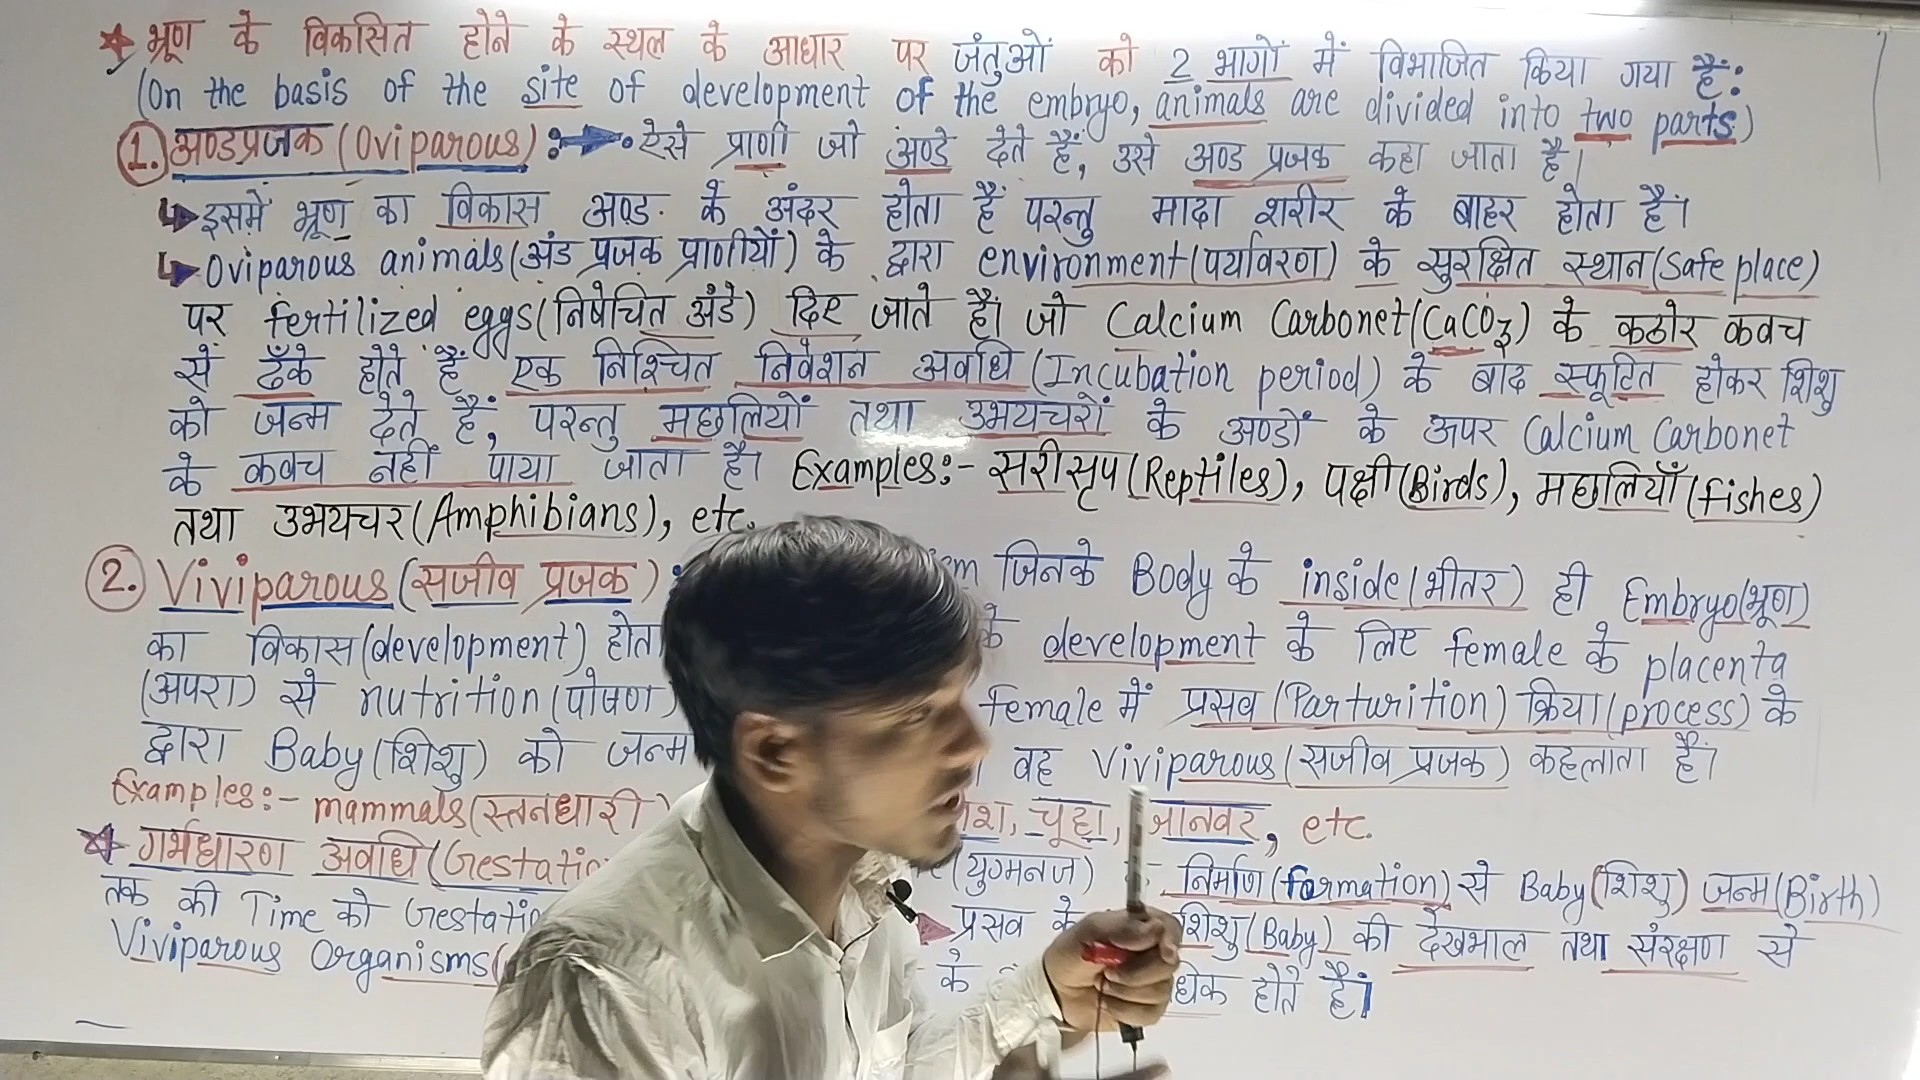 ★ भ्रूण के विकसित होने के स्थल के आधार पर जंतुओं को 2 भागों में विभाजित किया गया है:
(On the basis of the site of development of the embryo, animals are divided into two parts.)
1. अण्डप्रजक (Oviparous) :→ • ऐसे प्राणी जो अण्डे देते हैं, उसे अण्ड प्रजक कहा जाता है।
↳ इसमें भ्रूण का विकास अण्ड के अंदर होता है परन्तु मादा शरीर के बाहर होता है।
↳ Oviparous animals (अंड प्रजक प्राणीयों) के द्वारा environment (पर्यावरण) के सुरक्षित स्थान (Safe place)
पर fertilized eggs (निषेचित अंडे) दिए जाते हैं। जो Calcium Carbonet (CaCO₃) के कठोर कवच
से ढँके होते हैं एक निश्चित निवेशन अवधि (Incubation period) के बाद स्फूटित होकर शिशु
को जन्म देते हैं, परन्तु मछलियों तथा उभयचरों के अण्डों के ऊपर Calcium Carbonet
के कवच नहीं पाया जाता है। Examples:- सरीसृप (Reptiles), पक्षी (Birds), मछलियाँ (fishes)
तथा उभयचर (Amphibians), etc.
2. Viviparous (सजीव प्रजक) : जिनके Body के inside (भीतर) ही Embryo (भ्रूण)
का विकास (development) होता के development के लिए female के placenta
(अपरा) से nutrition (पोषण) female में प्रसव (Parturition) क्रिया (process) के
द्वारा Baby (शिशु) को जन्म वह Viviparous (सजीव प्रजक) कहलाता है।
Examples:- mammals (स्तनधारी) चूहा, जानवर, etc.
★ गर्भधारण अवधि (युग्मनज) निर्माण (formation) से Baby (शिशु) जन्म (Birth)
तक की Time को प्रसव के शिशु (Baby) की देखभाल तथा संरक्षण से
Viviparous Organisms ( के होते हैं।